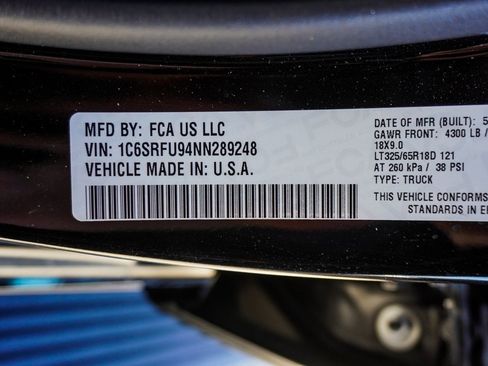 MFD BY: FCA US LLC
VIN: 1C6SRFU94NN289248
VEHICLE MADE IN: U.S.A.
DATE OF MFR (BUILT): 5
GAWR FRONT: 4300 LB
18X9.0
LT325/65R18D 121
AT 260 kPa / 38 PSI
TYPE: TRUCK
THIS VEHICLE CONFORMS
STANDARDS IN E